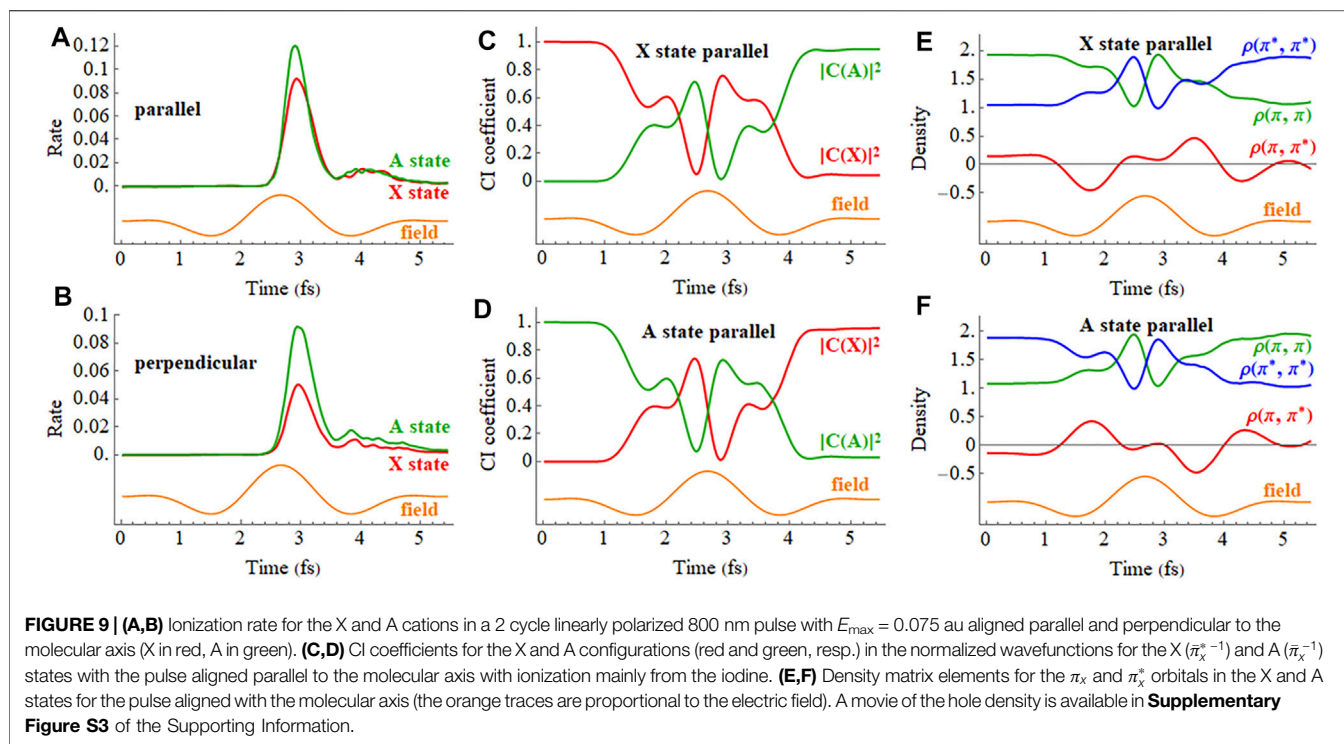 A
0.12
0.1
0.08
0.06
0.04
0.02
0.
Rate
parallel
A state
X state
field
0 1 2 3 4 5
Time (fs)
B
0.1
0.08
0.06
0.04
0.02
0.
Rate
perpendicular
A state
X state
field
0 1 2 3 4 5
Time (fs)
C
1.
0.8
0.6
0.4
0.2
0.
CI coefficient
X state parallel
|C(A)|²
|C(X)|²
field
0 1 2 3 4 5
Time (fs)
D
1.
0.8
0.6
0.4
0.2
0.
CI coefficient
A state parallel
|C(X)|²
|C(A)|²
field
0 1 2 3 4 5
Time (fs)
E
2.
1.5
1.
0.5
0.
−0.5
Density
X state parallel
ρ(π*, π*)
ρ(π, π)
ρ(π, π*)
field
0 1 2 3 4 5
Time (fs)
F
2.
1.5
1.
0.5
0.
−0.5
Density
A state parallel
ρ(π, π)
ρ(π*, π*)
ρ(π, π*)
field
0 1 2 3 4 5
Time (fs)
FIGURE 9 | (A,B) Ionization rate for the X and A cations in a 2 cycle linearly polarized 800 nm pulse with Emax = 0.075 au aligned parallel and perpendicular to the
molecular axis (X in red, A in green). (C,D) CI coefficients for the X and A configurations (red and green, resp.) in the normalized wavefunctions for the X (π̄ₓ*⁻¹) and A (π̄ₓ⁻¹)
states with the pulse aligned parallel to the molecular axis with ionization mainly from the iodine. (E,F) Density matrix elements for the πₓ and πₓ* orbitals in the X and A
states for the pulse aligned with the molecular axis (the orange traces are proportional to the electric field). A movie of the hole density is available in Supplementary
Figure S3 of the Supporting Information.